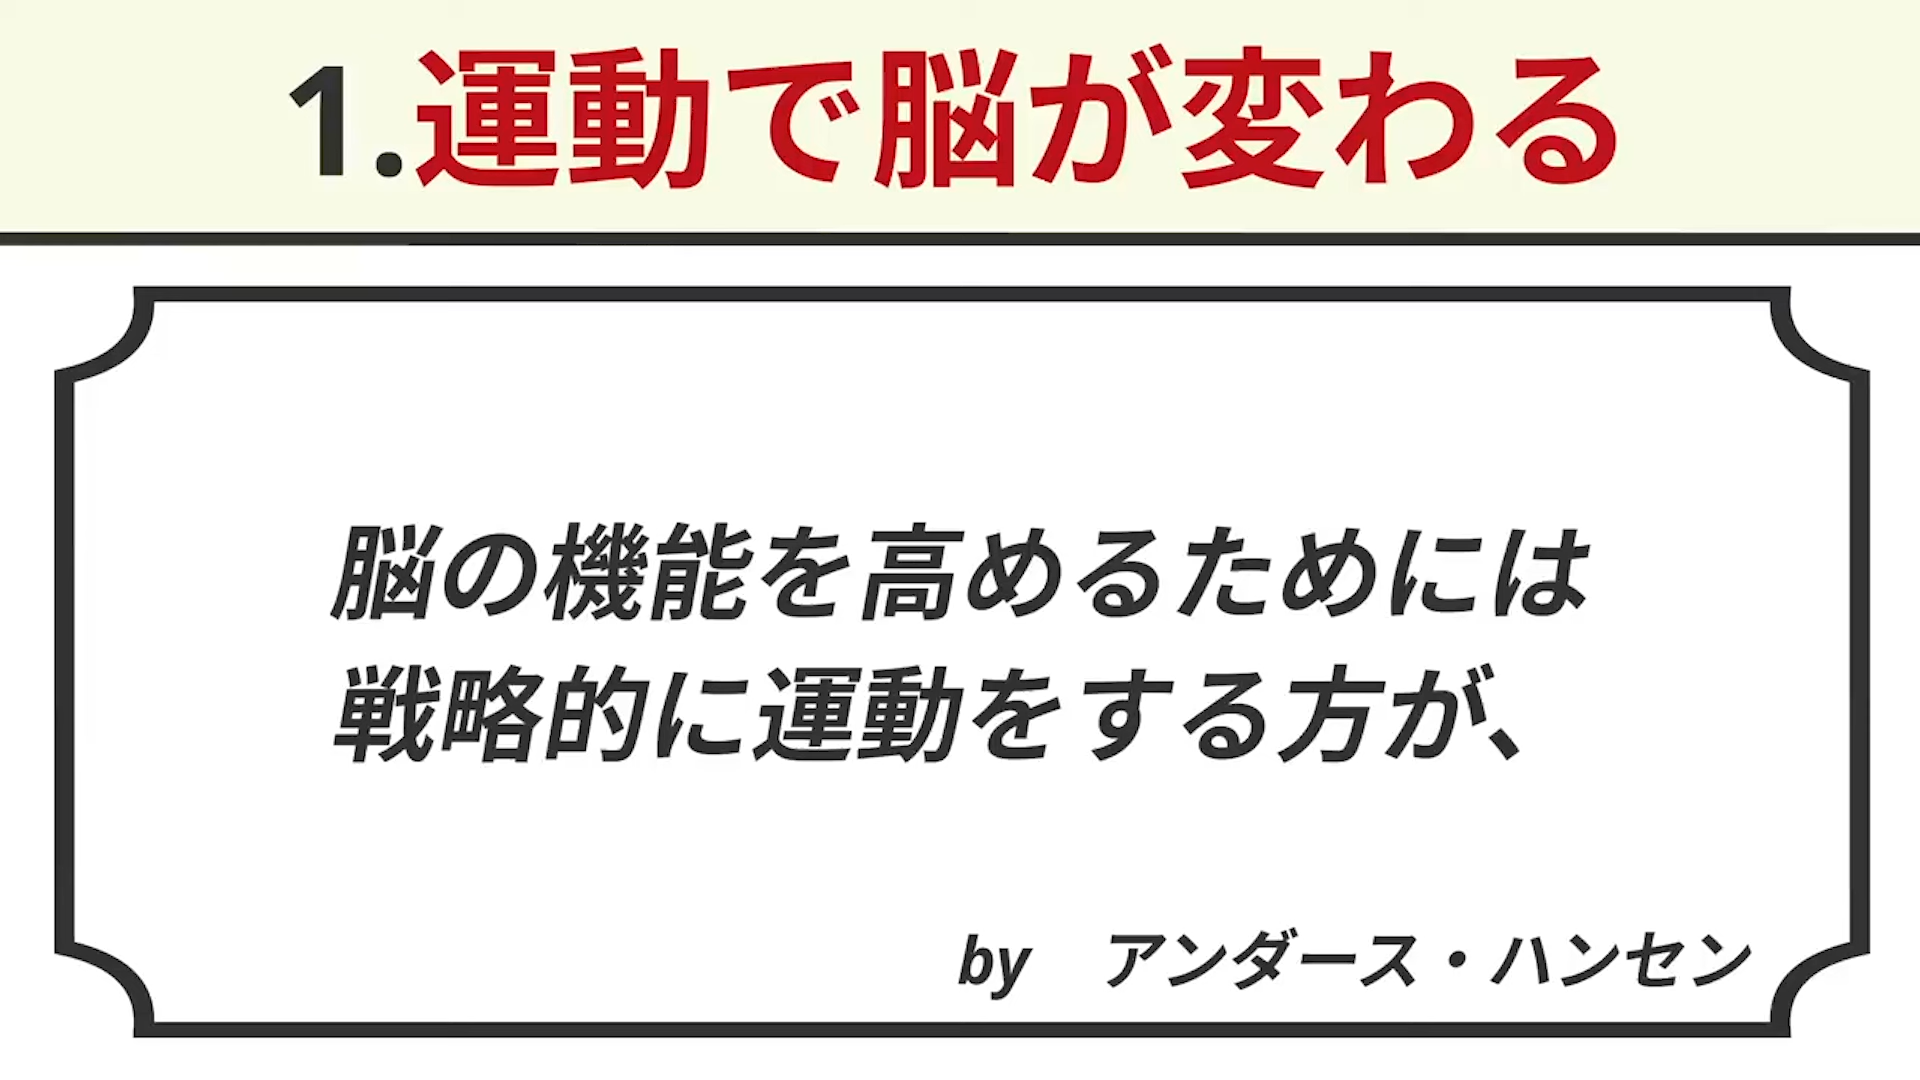 1.運動で脳が変わる
脳の機能を高めるためには
戦略的に運動をする方が、
by　アンダース・ハンセン